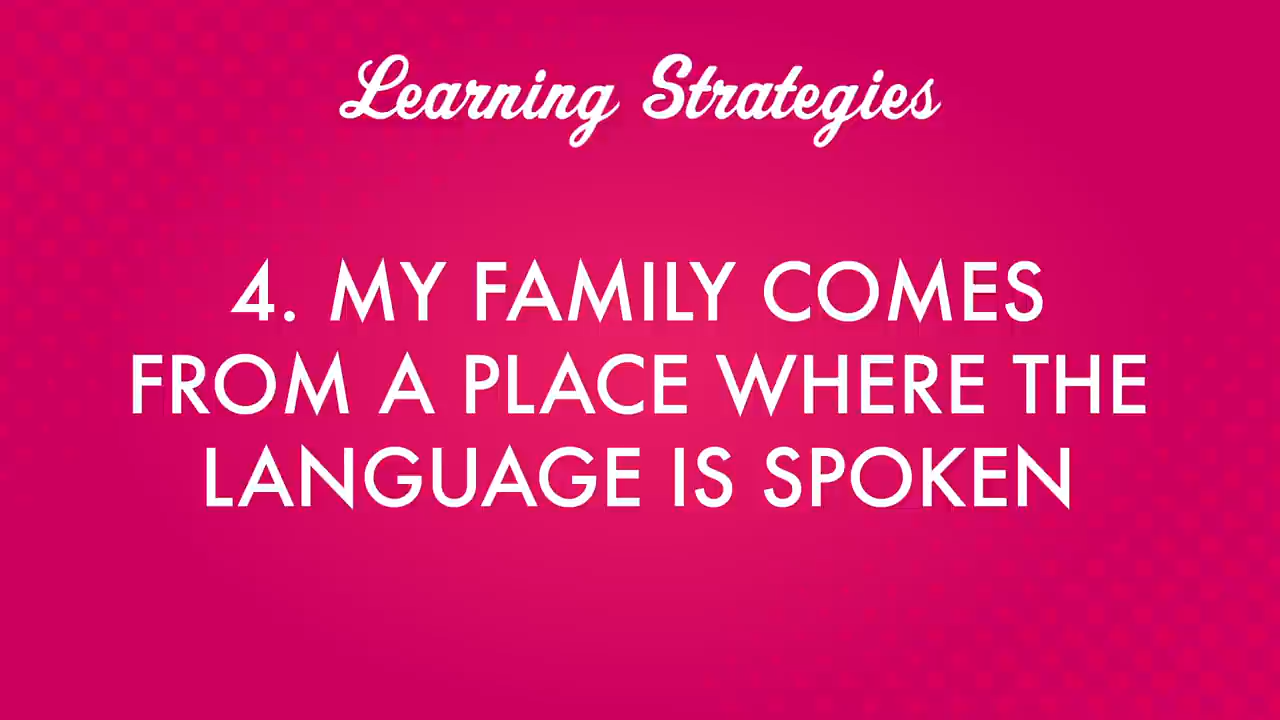 Learning Strategies
4. MY FAMILY COMES
FROM A PLACE WHERE THE
LANGUAGE IS SPOKEN